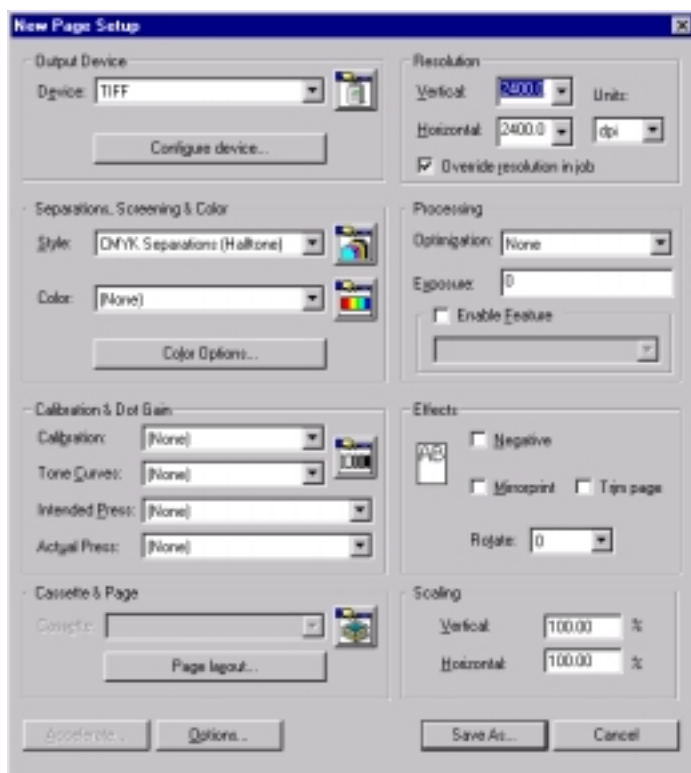 New Page Setup
Output Device
Device: TIFF
Configure device...
Resolution
Vertical: 2400.0 Units:
Horizontal: 2400.0 dpi
Override resolution in job
Separations, Screening & Color
Style: CMYK Separations (Halftone)
Color: (None)
Color Options...
Processing
Optimization: None
Exposure: 0
Enable Feature
Calibration & Dot Gain
Calibration: (None)
Tone Curves: (None)
Intended Press: (None)
Actual Press: (None)
Effects
AB
Negative
Mirrorprint Trim page
Rotate: 0
Cassette & Page
Cassette:
Page layout...
Scaling
Vertical: 100.00 %
Horizontal: 100.00 %
Accelerate... Options... Save As... Cancel